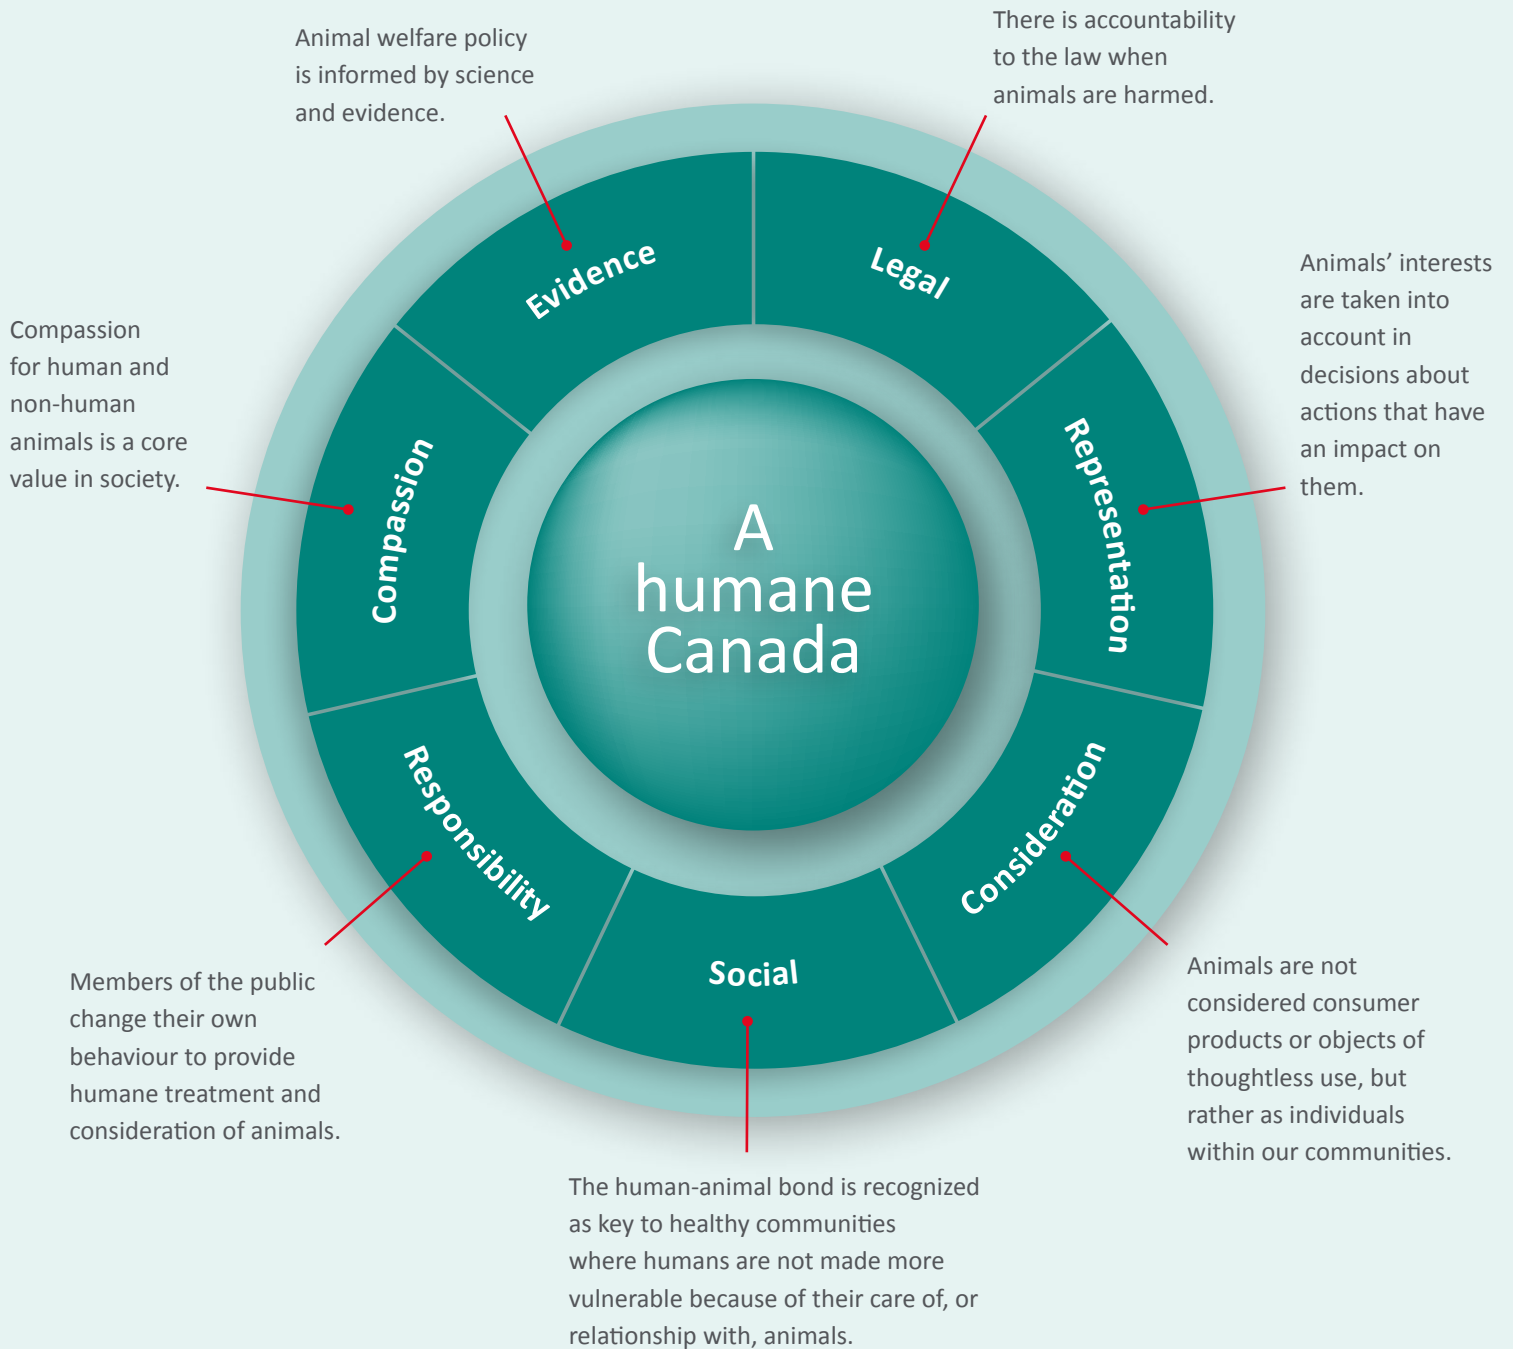 Animal welfare policy
is informed by science
and evidence.
There is accountability
to the law when
animals are harmed.
Evidence
Legal
Animals’ interests
are taken into
account in
decisions about
actions that have
an impact on
them.
Compassion
for human and
non-human
animals is a core
value in society.
Compassion
Representation
A
humane
Canada
Responsibility
Consideration
Social
Members of the public
change their own
behaviour to provide
humane treatment and
consideration of animals.
Animals are not
considered consumer
products or objects of
thoughtless use, but
rather as individuals
within our communities.
The human-animal bond is recognized
as key to healthy communities
where humans are not made more
vulnerable because of their care of, or
relationship with, animals.